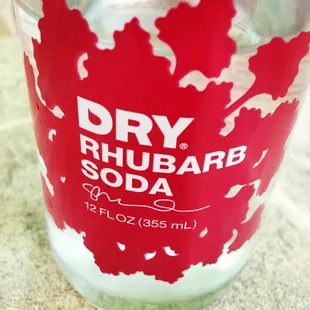 DRY®
RHUBARB
SODA
12 FL OZ (355 mL)